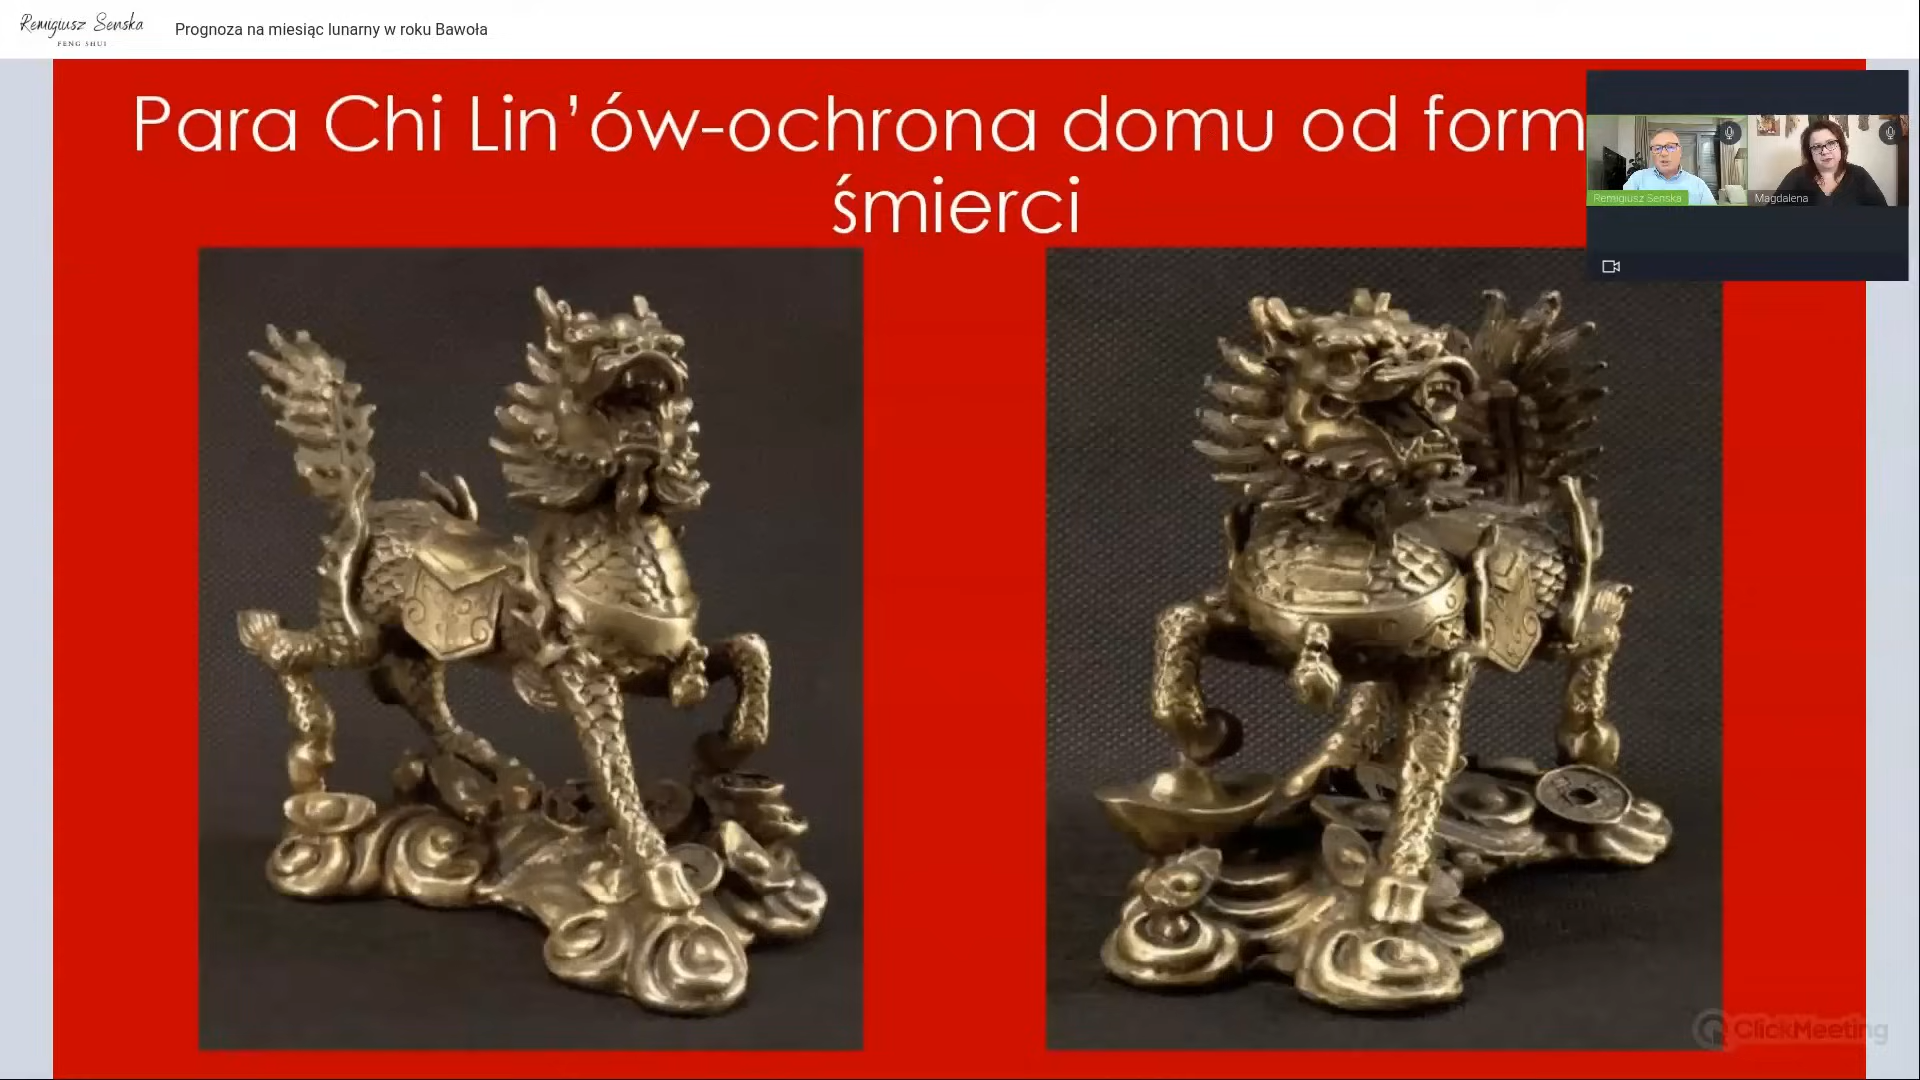 Remigiusz Senska
FENG SHUI
Prognoza na miesiąc lunarny w roku Bawoła
Para Chi Lin’ów-ochrona domu od form
śmierci
Remigiusz Senska
Magdalena
ClickMeeting